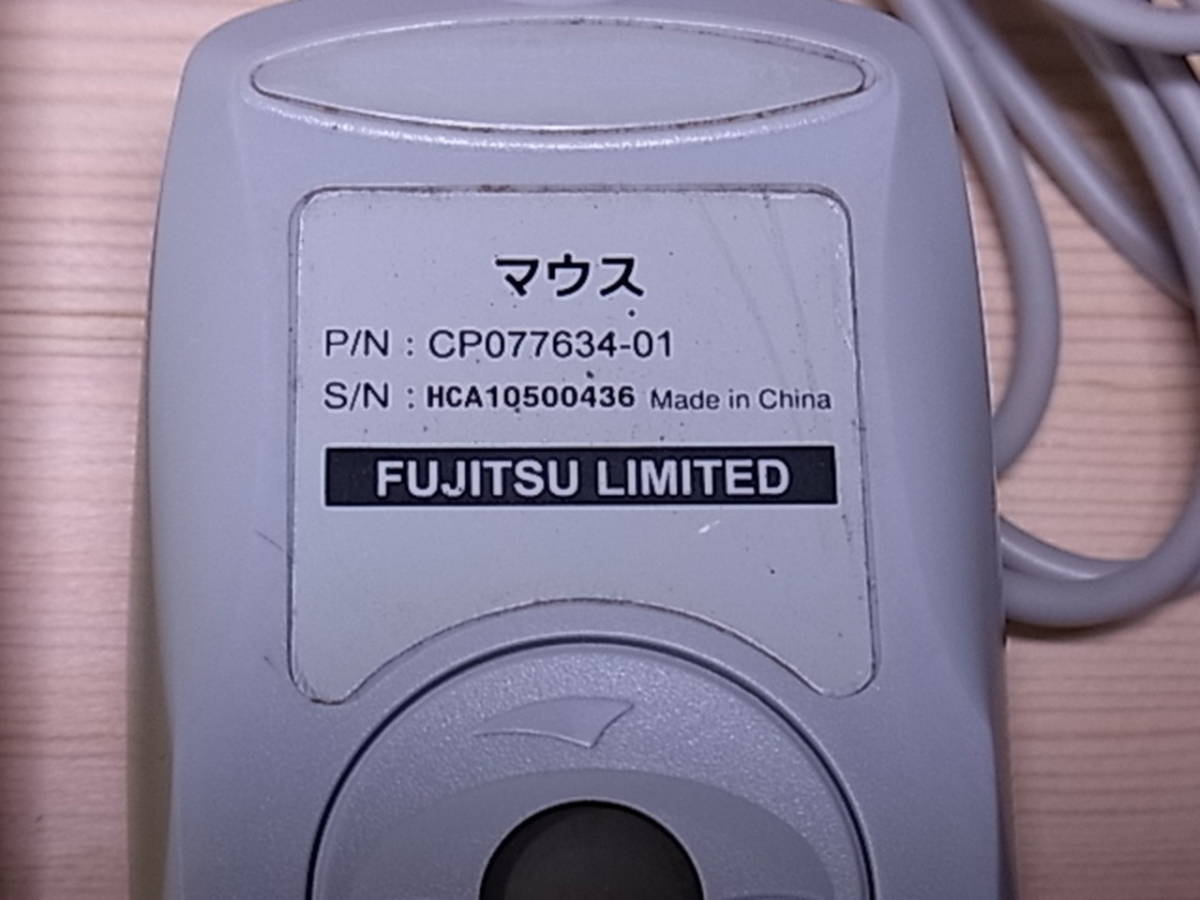 マウス
P/N : CP077634-01
S/N : HCA10500436 Made in China
FUJITSU LIMITED